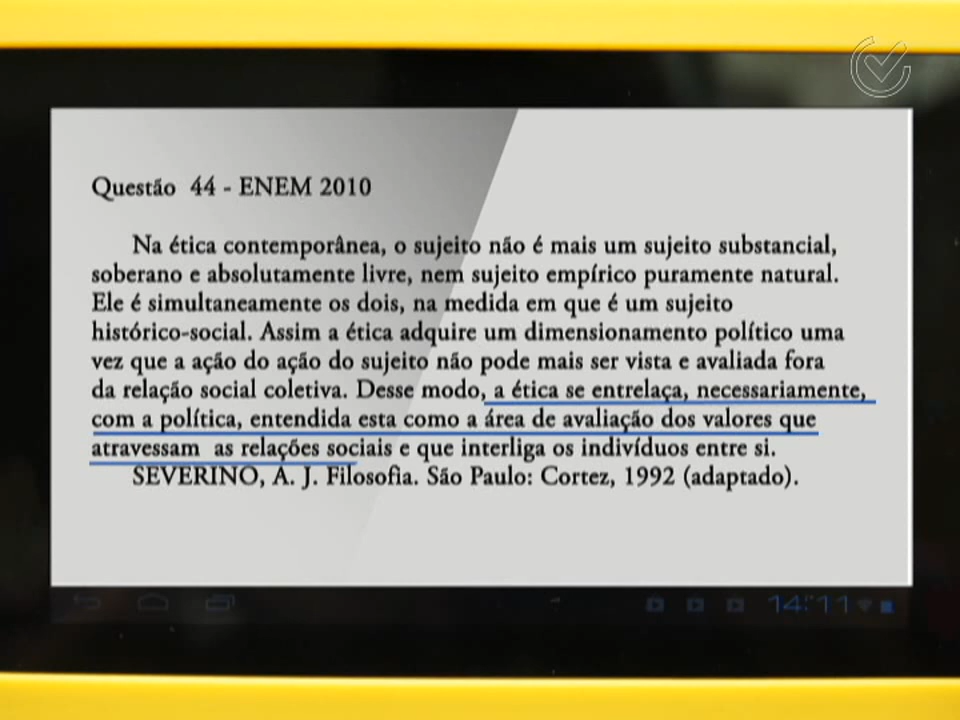 Questão 44 - ENEM 2010
Na ética contemporânea, o sujeito não é mais um sujeito substancial,
soberano e absolutamente livre, nem sujeito empírico puramente natural.
Ele é simultaneamente os dois, na medida em que é um sujeito
histórico-social. Assim a ética adquire um dimensionamento político uma
vez que a ação do ação do sujeito não pode mais ser vista e avaliada fora
da relação social coletiva. Desse modo, a ética se entrelaça, necessariamente,
com a política, entendida esta como a área de avaliação dos valores que
atravessam as relações sociais e que interliga os indivíduos entre si.
SEVERINO, A. J. Filosofia. São Paulo: Cortez, 1992 (adaptado).
14:11